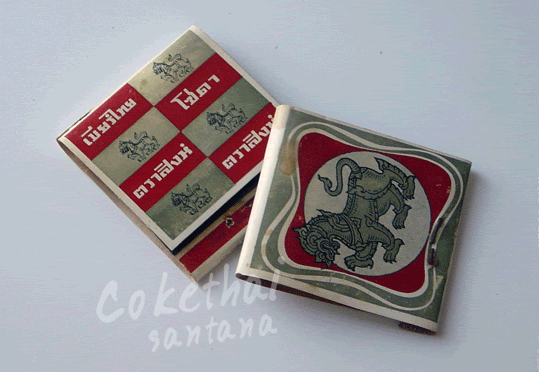 เบียร์ไทย
โซดา
ตราสิงห์
ตราสิงห์
Cokethai
santana